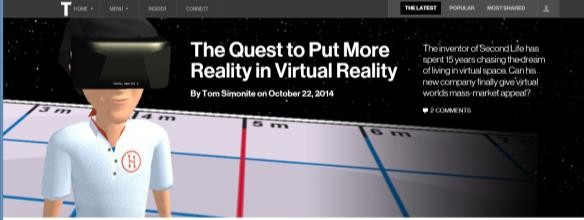 T HOME MENU INSIDER CONNECT THE LATEST POPULAR MOST SHARED
The Quest to Put More
Reality in Virtual Reality
By Tom Simonite on October 22, 2014
The inventor of Second Life has
spent 15 years chasing the dream
of living in virtual space. Can his
new company finally give virtual
worlds mass-market appeal?
2 COMMENTS
3 m
4 m
5 m
6 m
H